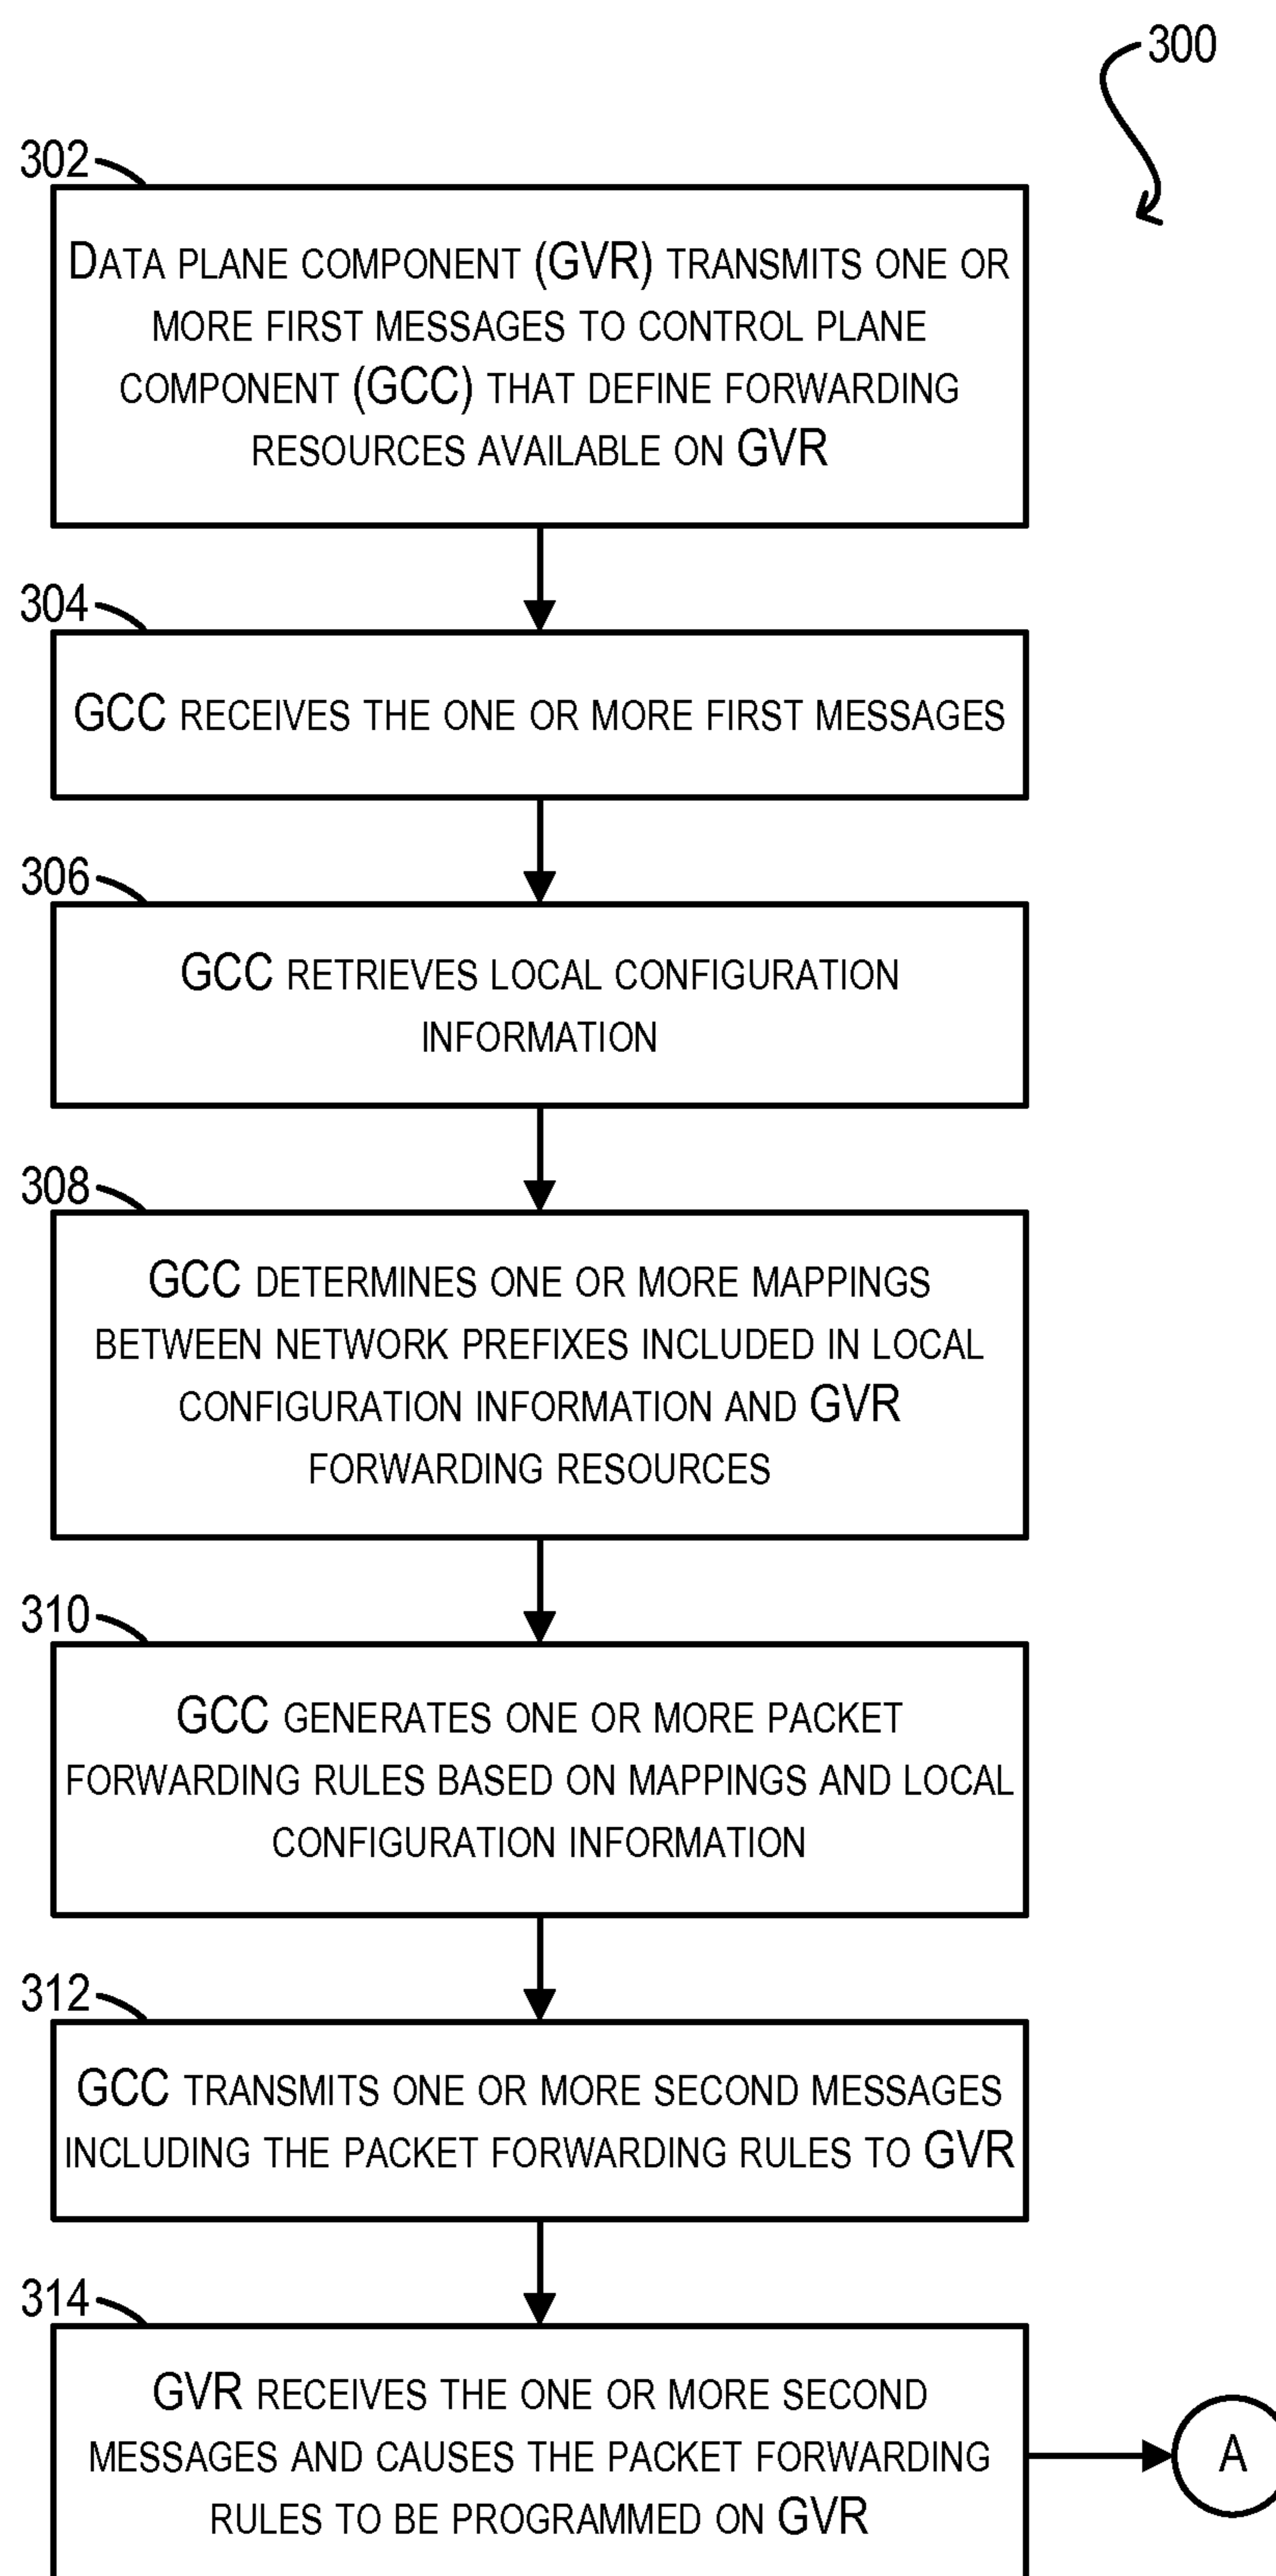 300
302
DATA PLANE COMPONENT (GVR) TRANSMITS ONE OR
MORE FIRST MESSAGES TO CONTROL PLANE
COMPONENT (GCC) THAT DEFINE FORWARDING
RESOURCES AVAILABLE ON GVR
304
GCC RECEIVES THE ONE OR MORE FIRST MESSAGES
306
GCC RETRIEVES LOCAL CONFIGURATION
INFORMATION
308
GCC DETERMINES ONE OR MORE MAPPINGS
BETWEEN NETWORK PREFIXES INCLUDED IN LOCAL
CONFIGURATION INFORMATION AND GVR
FORWARDING RESOURCES
310
GCC GENERATES ONE OR MORE PACKET
FORWARDING RULES BASED ON MAPPINGS AND LOCAL
CONFIGURATION INFORMATION
312
GCC TRANSMITS ONE OR MORE SECOND MESSAGES
INCLUDING THE PACKET FORWARDING RULES TO GVR
314
GVR RECEIVES THE ONE OR MORE SECOND
MESSAGES AND CAUSES THE PACKET FORWARDING
RULES TO BE PROGRAMMED ON GVR
A